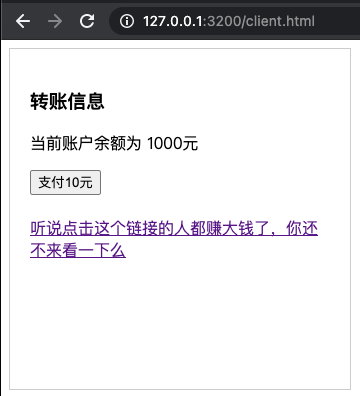 127.0.0.1:3200/client.html
转账信息
当前账户余额为 1000元
支付10元
听说点击这个链接的人都赚大钱了，你还
不来看一下么